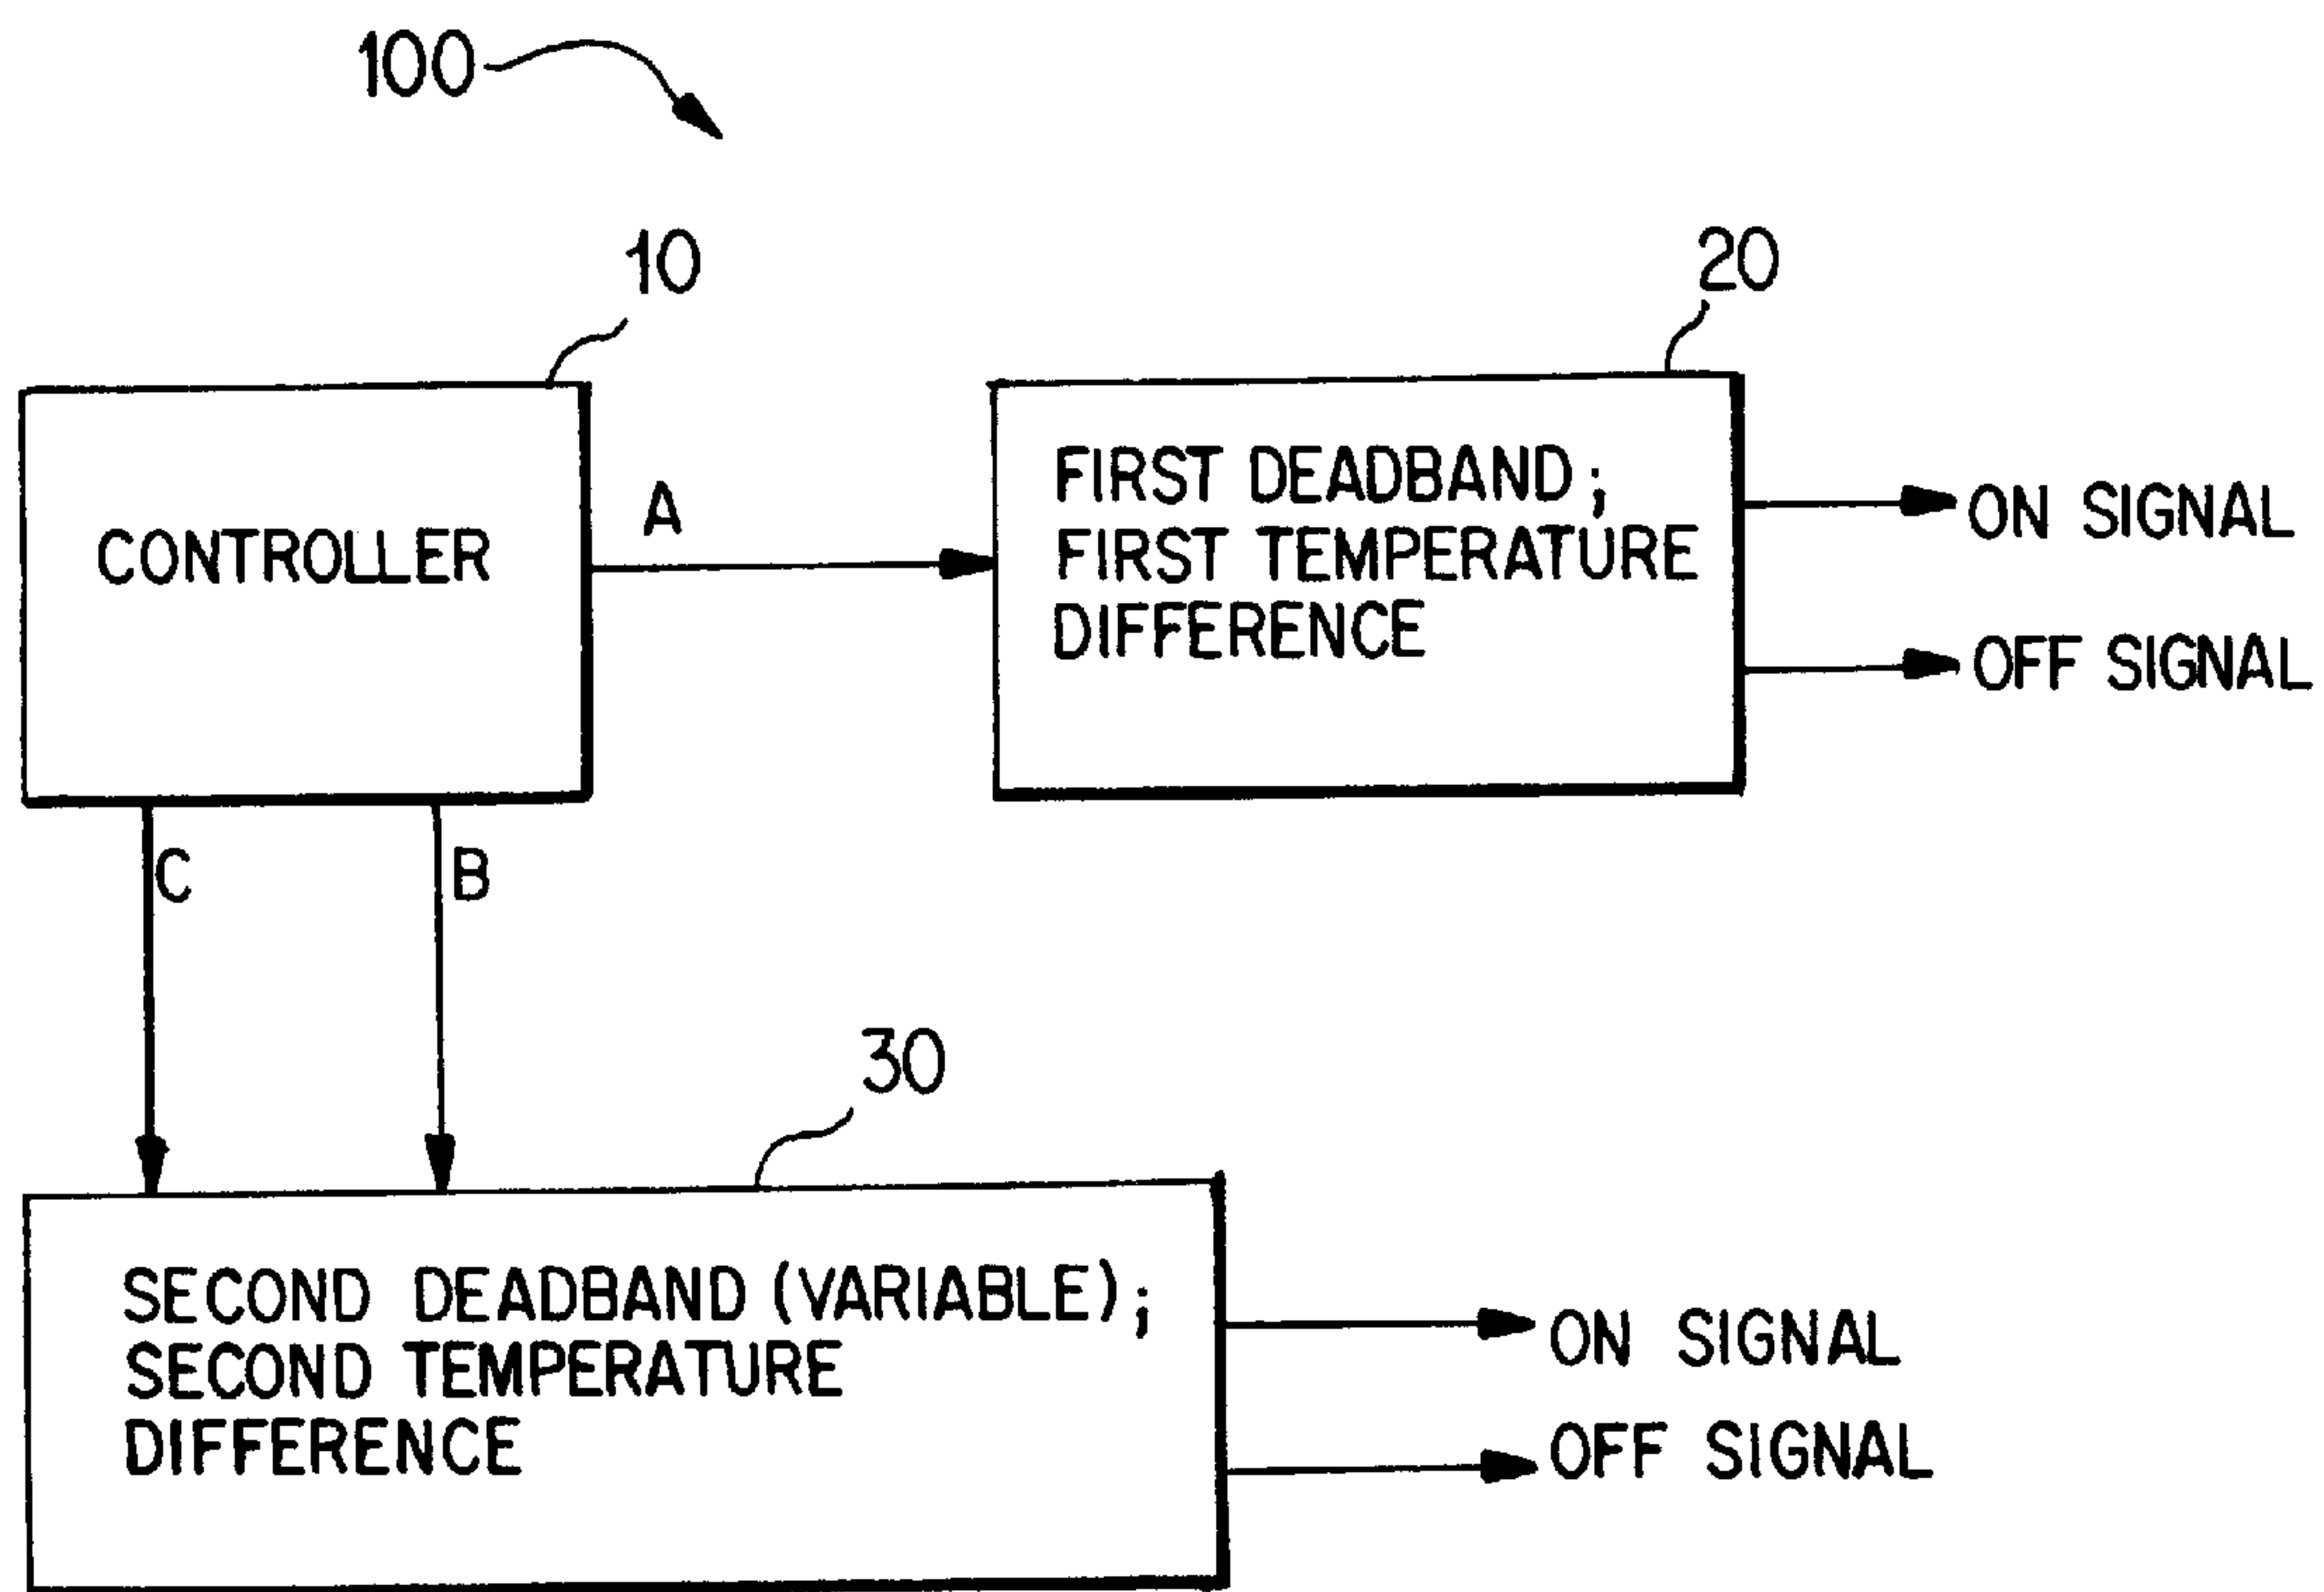 100
10
20
CONTROLLER
A
FIRST DEADBAND;
FIRST TEMPERATURE
DIFFERENCE
ON SIGNAL
OFF SIGNAL
C
B
30
SECOND DEADBAND (VARIABLE);
SECOND TEMPERATURE
DIFFERENCE
ON SIGNAL
OFF SIGNAL